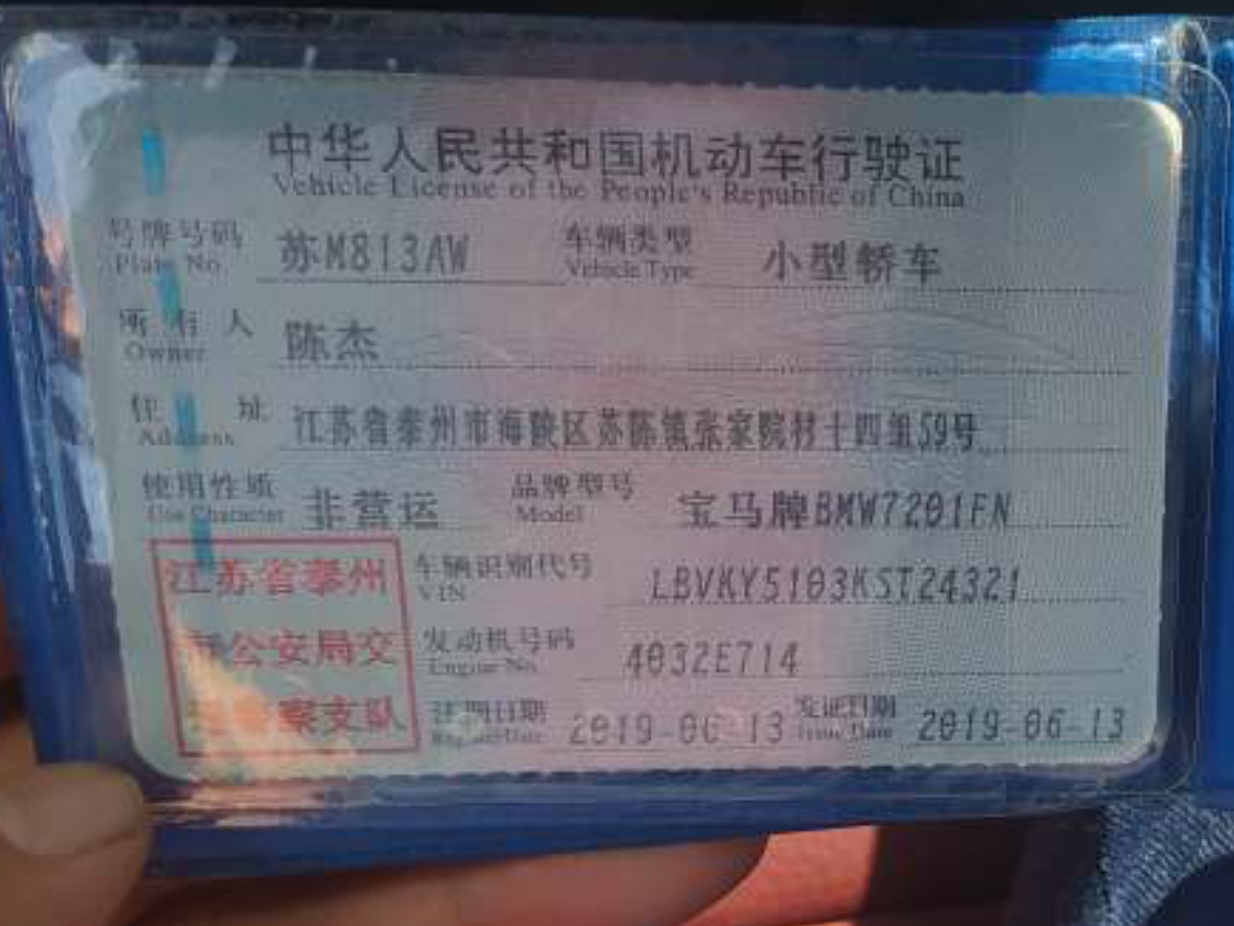 中华人民共和国机动车行驶证
Vehicle License of the People's Republic of China
号牌号码 苏M813AW 车辆类型 小型轿车
Plate No. Vehicle Type
所有人 陈杰
Owner
住址 江苏省泰州市海陵区苏陈镇张家院村十四组59号
Address
使用性质 非营运 品牌型号 宝马牌BMW7201FN
Use Character Model
江苏省泰州 车辆识别代号 LBVKY5103KST24321
VIN
公安局交 发动机号码 4032E714
Engine No.
察支队 注册日期 2019-06-13 发证日期 2019-06-13
Register Date Issue Date